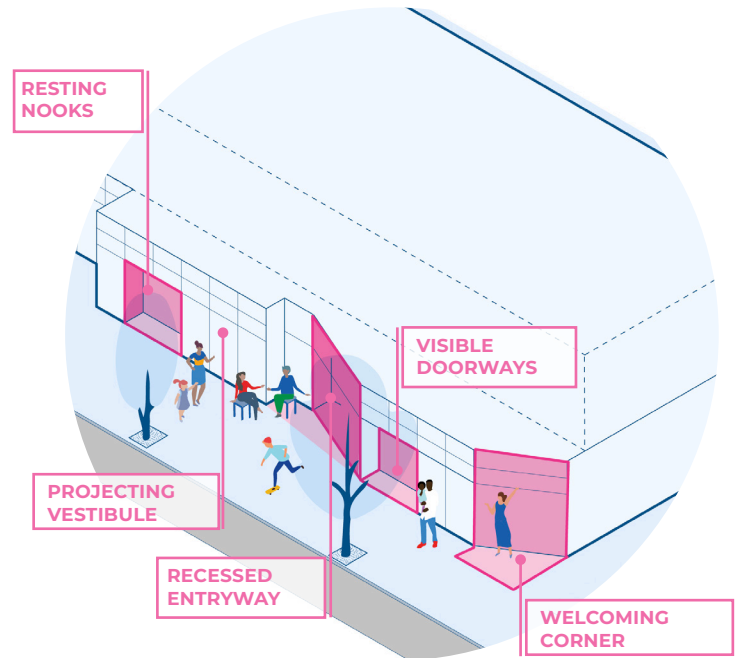 RESTING
NOOKS
VISIBLE
DOORWAYS
PROJECTING
VESTIBULE
RECESSED
ENTRYWAY
WELCOMING
CORNER